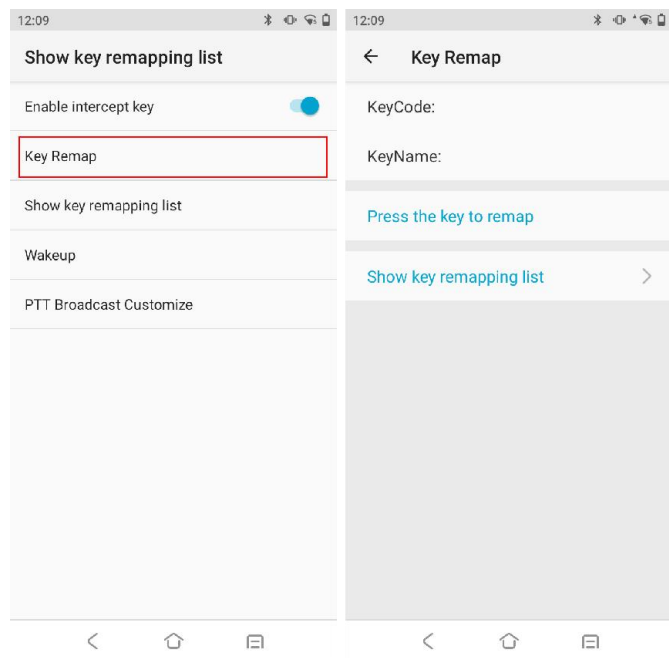 12:09
Show key remapping list
Enable intercept key
Key Remap
Show key remapping list
Wakeup
PTT Broadcast Customize
12:09
Key Remap
KeyCode:
KeyName:
Press the key to remap
Show key remapping list